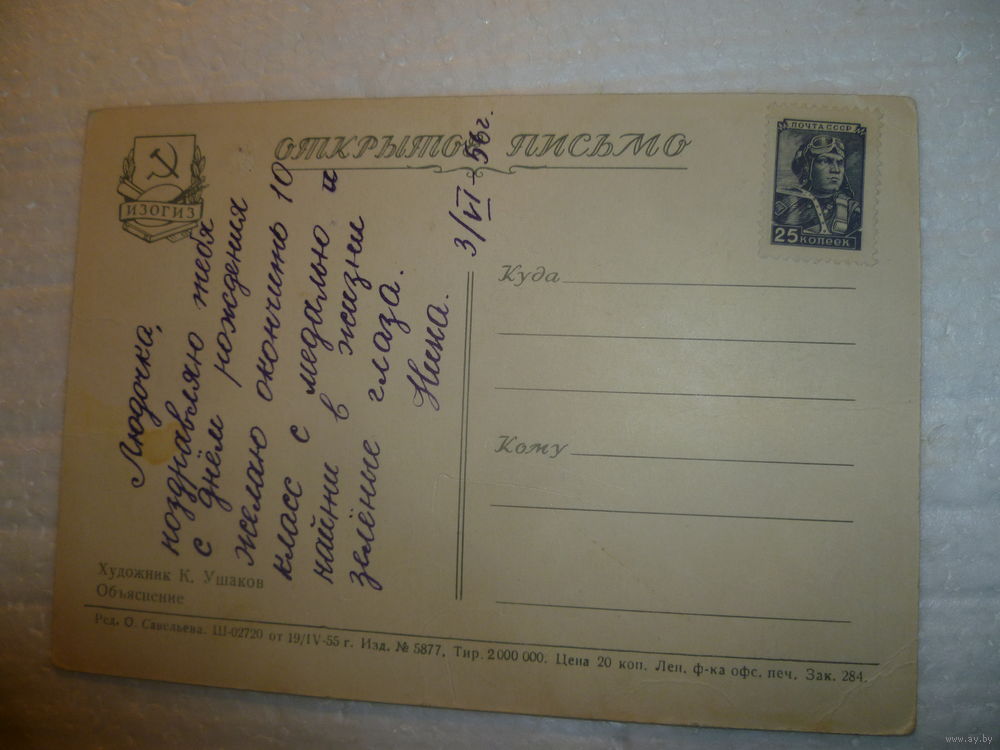 ИЗОГИЗ
ОТКРЫТОЕ ПИСЬМО
ПОЧТА СССР
25 КОПЕЕК
Людочка,
поздравляю тебя
с днём рождения
желаю окончить 10
класс с медалью и
найти в жизни
зелёные глаза.
Нина.
3/VI-56г.
Куда
Кому
Художник К. Ушаков
Объяснение
Ред. О. Савельева. Ш-02720 от 19/IV-55 г. Изд. № 5877. Тир. 2 000 000. Цена 20 коп. Лен. ф-ка офс. печ. Зак. 284.
www.ay.by